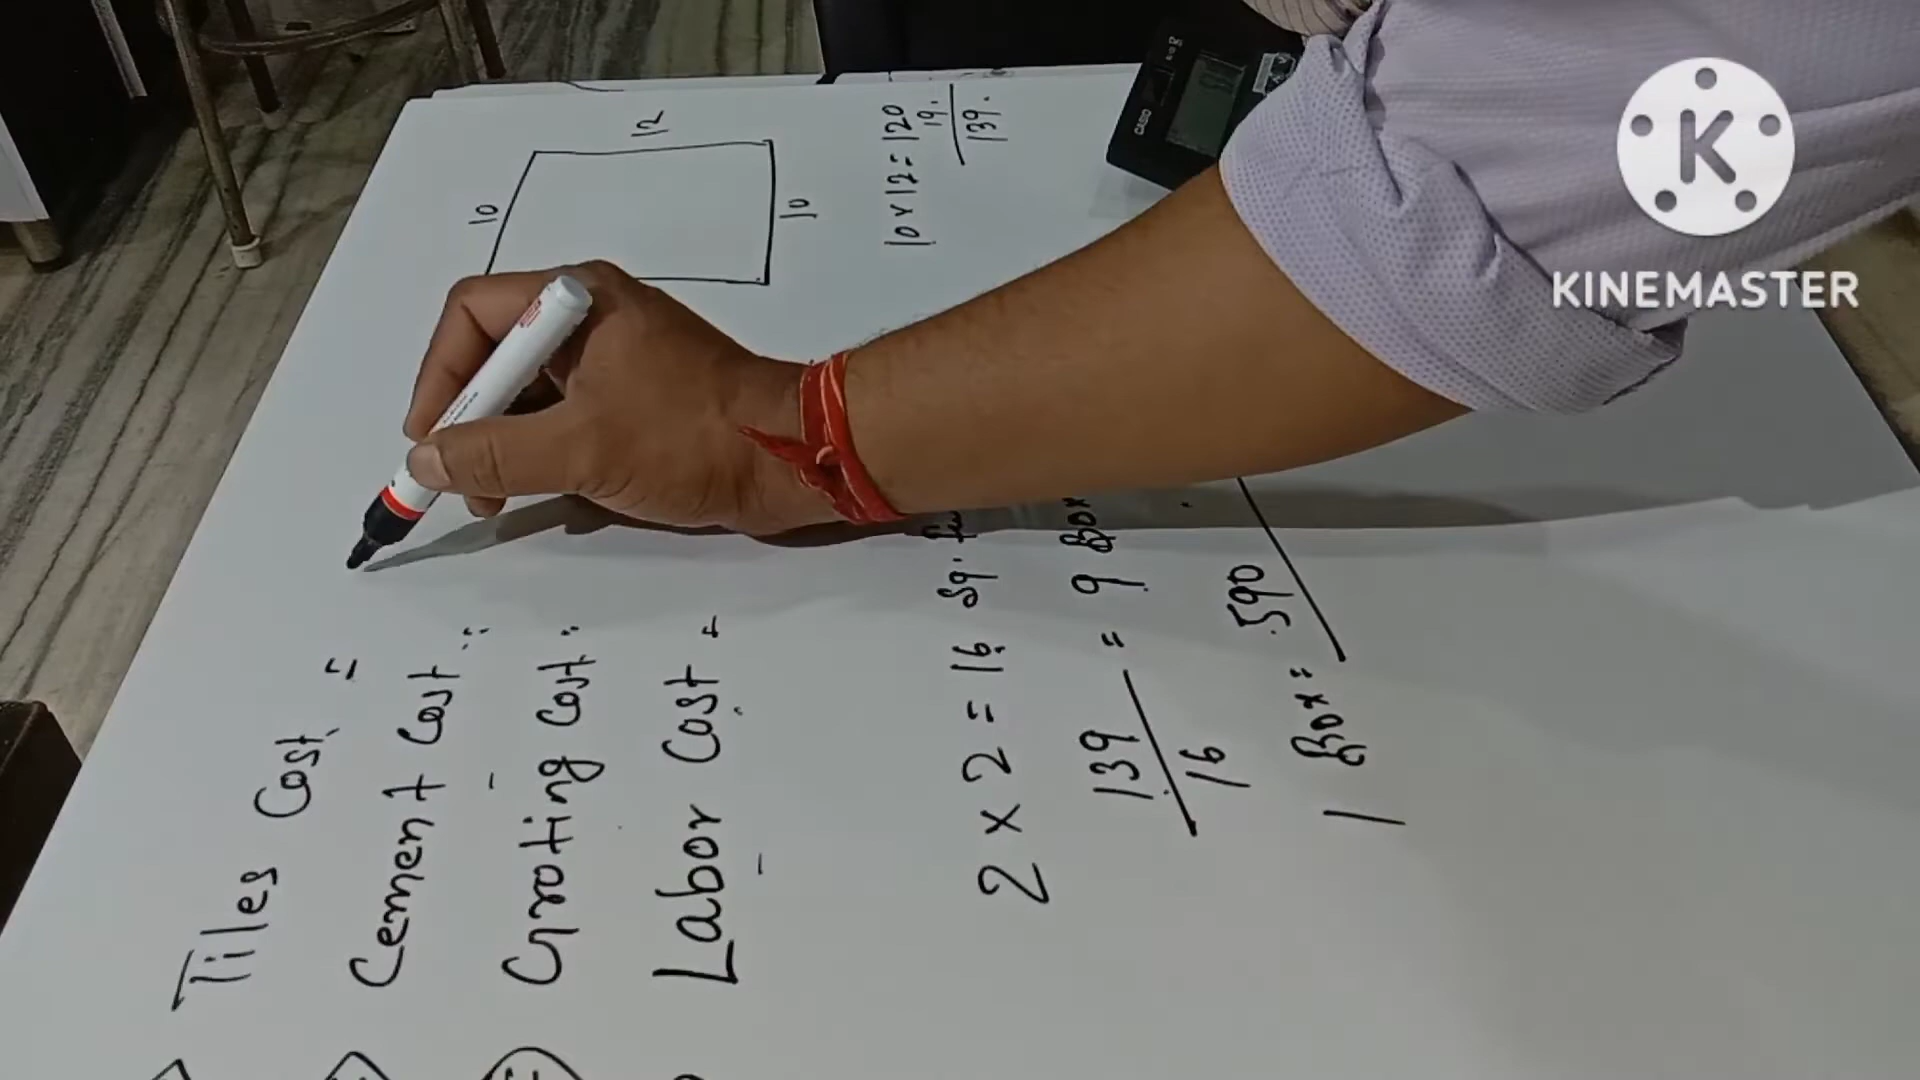 Tiles Cost =
Cement Cost :
Groting Cost :
Labor Cost =
12
10
10
10 x 12 = 120
19.
139.
2 x 2 = 16 Sq.
139
16
= 9 Box
1 Box = 590
CASIO
K
KINEMASTER